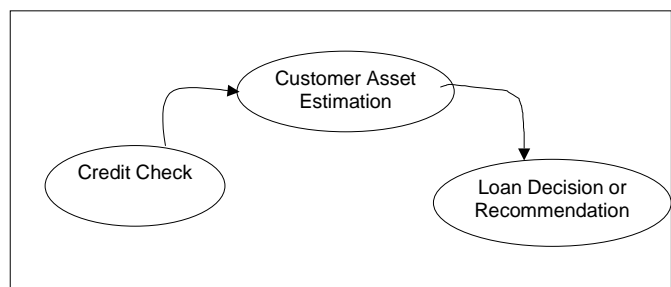 Customer Asset
Estimation
Credit Check
Loan Decision or
Recommendation